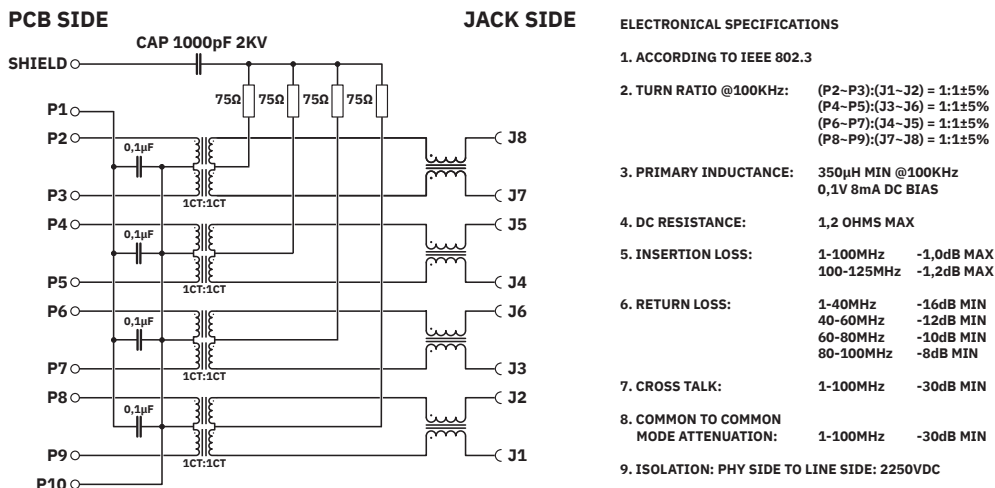 PCB SIDE
JACK SIDE
CAP 1000pF 2KV
SHIELD
75Ω 75Ω 75Ω 75Ω
P1
P2
0,1µF
J8
P3
1CT:1CT
J7
P4
0,1µF
J5
P5
1CT:1CT
J4
P6
0,1µF
J6
P7
1CT:1CT
J3
P8
0,1µF
J2
P9
1CT:1CT
J1
P10
ELECTRONICAL SPECIFICATIONS
1. ACCORDING TO IEEE 802.3
2. TURN RATIO @100KHz: (P2~P3):(J1~J2) = 1:1±5%
(P4~P5):(J3~J6) = 1:1±5%
(P6~P7):(J4~J5) = 1:1±5%
(P8~P9):(J7~J8) = 1:1±5%
3. PRIMARY INDUCTANCE: 350µH MIN @100KHz
0,1V 8mA DC BIAS
4. DC RESISTANCE: 1,2 OHMS MAX
5. INSERTION LOSS: 1-100MHz -1,0dB MAX
100-125MHz -1,2dB MAX
6. RETURN LOSS: 1-40MHz -16dB MIN
40-60MHz -12dB MIN
60-80MHz -10dB MIN
80-100MHz -8dB MIN
7. CROSS TALK: 1-100MHz -30dB MIN
8. COMMON TO COMMON
MODE ATTENUATION: 1-100MHz -30dB MIN
9. ISOLATION: PHY SIDE TO LINE SIDE: 2250VDC